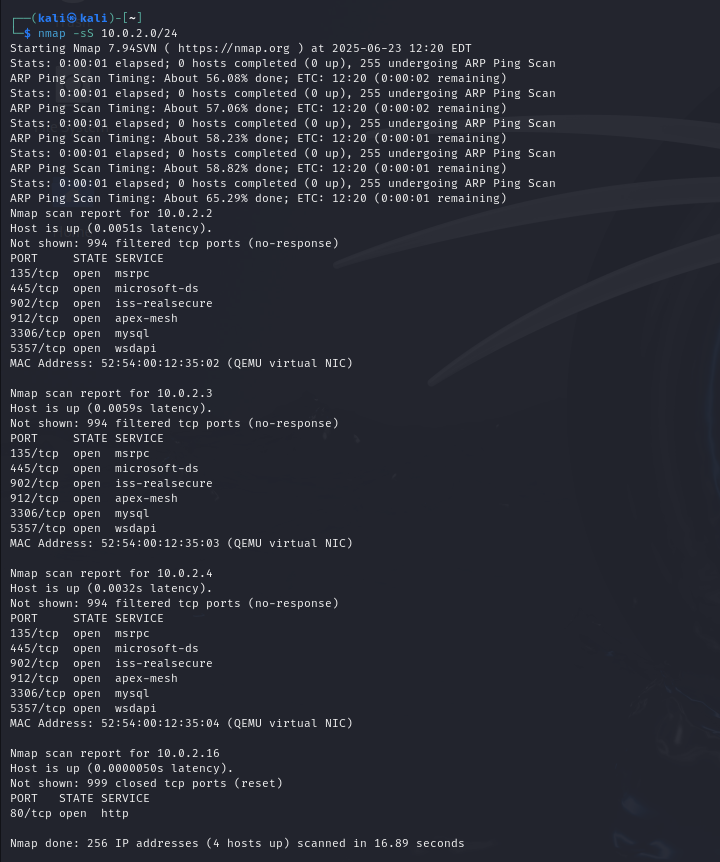 ┌──(kali㉿kali)-[~]
└─$ nmap -sS 10.0.2.0/24
Starting Nmap 7.94SVN ( https://nmap.org ) at 2025-06-23 12:20 EDT
Stats: 0:00:01 elapsed; 0 hosts completed (0 up), 255 undergoing ARP Ping Scan
ARP Ping Scan Timing: About 56.08% done; ETC: 12:20 (0:00:02 remaining)
Stats: 0:00:01 elapsed; 0 hosts completed (0 up), 255 undergoing ARP Ping Scan
ARP Ping Scan Timing: About 57.06% done; ETC: 12:20 (0:00:02 remaining)
Stats: 0:00:01 elapsed; 0 hosts completed (0 up), 255 undergoing ARP Ping Scan
ARP Ping Scan Timing: About 58.23% done; ETC: 12:20 (0:00:01 remaining)
Stats: 0:00:01 elapsed; 0 hosts completed (0 up), 255 undergoing ARP Ping Scan
ARP Ping Scan Timing: About 58.82% done; ETC: 12:20 (0:00:01 remaining)
Stats: 0:00:01 elapsed; 0 hosts completed (0 up), 255 undergoing ARP Ping Scan
ARP Ping Scan Timing: About 65.29% done; ETC: 12:20 (0:00:01 remaining)
Nmap scan report for 10.0.2.2
Host is up (0.0051s latency).
Not shown: 994 filtered tcp ports (no-response)
PORT     STATE SERVICE
135/tcp  open  msrpc
445/tcp  open  microsoft-ds
902/tcp  open  iss-realsecure
912/tcp  open  apex-mesh
3306/tcp open  mysql
5357/tcp open  wsdapi
MAC Address: 52:54:00:12:35:02 (QEMU virtual NIC)

Nmap scan report for 10.0.2.3
Host is up (0.0059s latency).
Not shown: 994 filtered tcp ports (no-response)
PORT     STATE SERVICE
135/tcp  open  msrpc
445/tcp  open  microsoft-ds
902/tcp  open  iss-realsecure
912/tcp  open  apex-mesh
3306/tcp open  mysql
5357/tcp open  wsdapi
MAC Address: 52:54:00:12:35:03 (QEMU virtual NIC)

Nmap scan report for 10.0.2.4
Host is up (0.0032s latency).
Not shown: 994 filtered tcp ports (no-response)
PORT     STATE SERVICE
135/tcp  open  msrpc
445/tcp  open  microsoft-ds
902/tcp  open  iss-realsecure
912/tcp  open  apex-mesh
3306/tcp open  mysql
5357/tcp open  wsdapi
MAC Address: 52:54:00:12:35:04 (QEMU virtual NIC)

Nmap scan report for 10.0.2.16
Host is up (0.0000050s latency).
Not shown: 999 closed tcp ports (reset)
PORT   STATE SERVICE
80/tcp open  http

Nmap done: 256 IP addresses (4 hosts up) scanned in 16.89 seconds